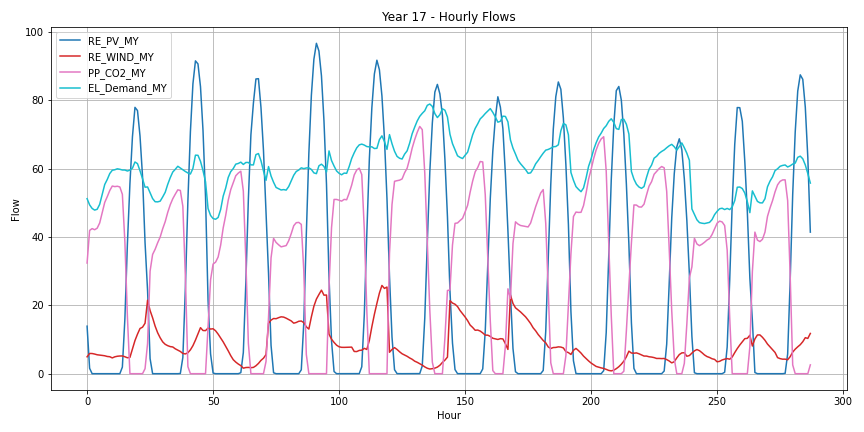 Year 17 - Hourly Flows
RE_PV_MY
RE_WIND_MY
PP_CO2_MY
EL_Demand_MY
100
80
60
40
20
0
Flow
0 50 100 150 200 250 300
Hour